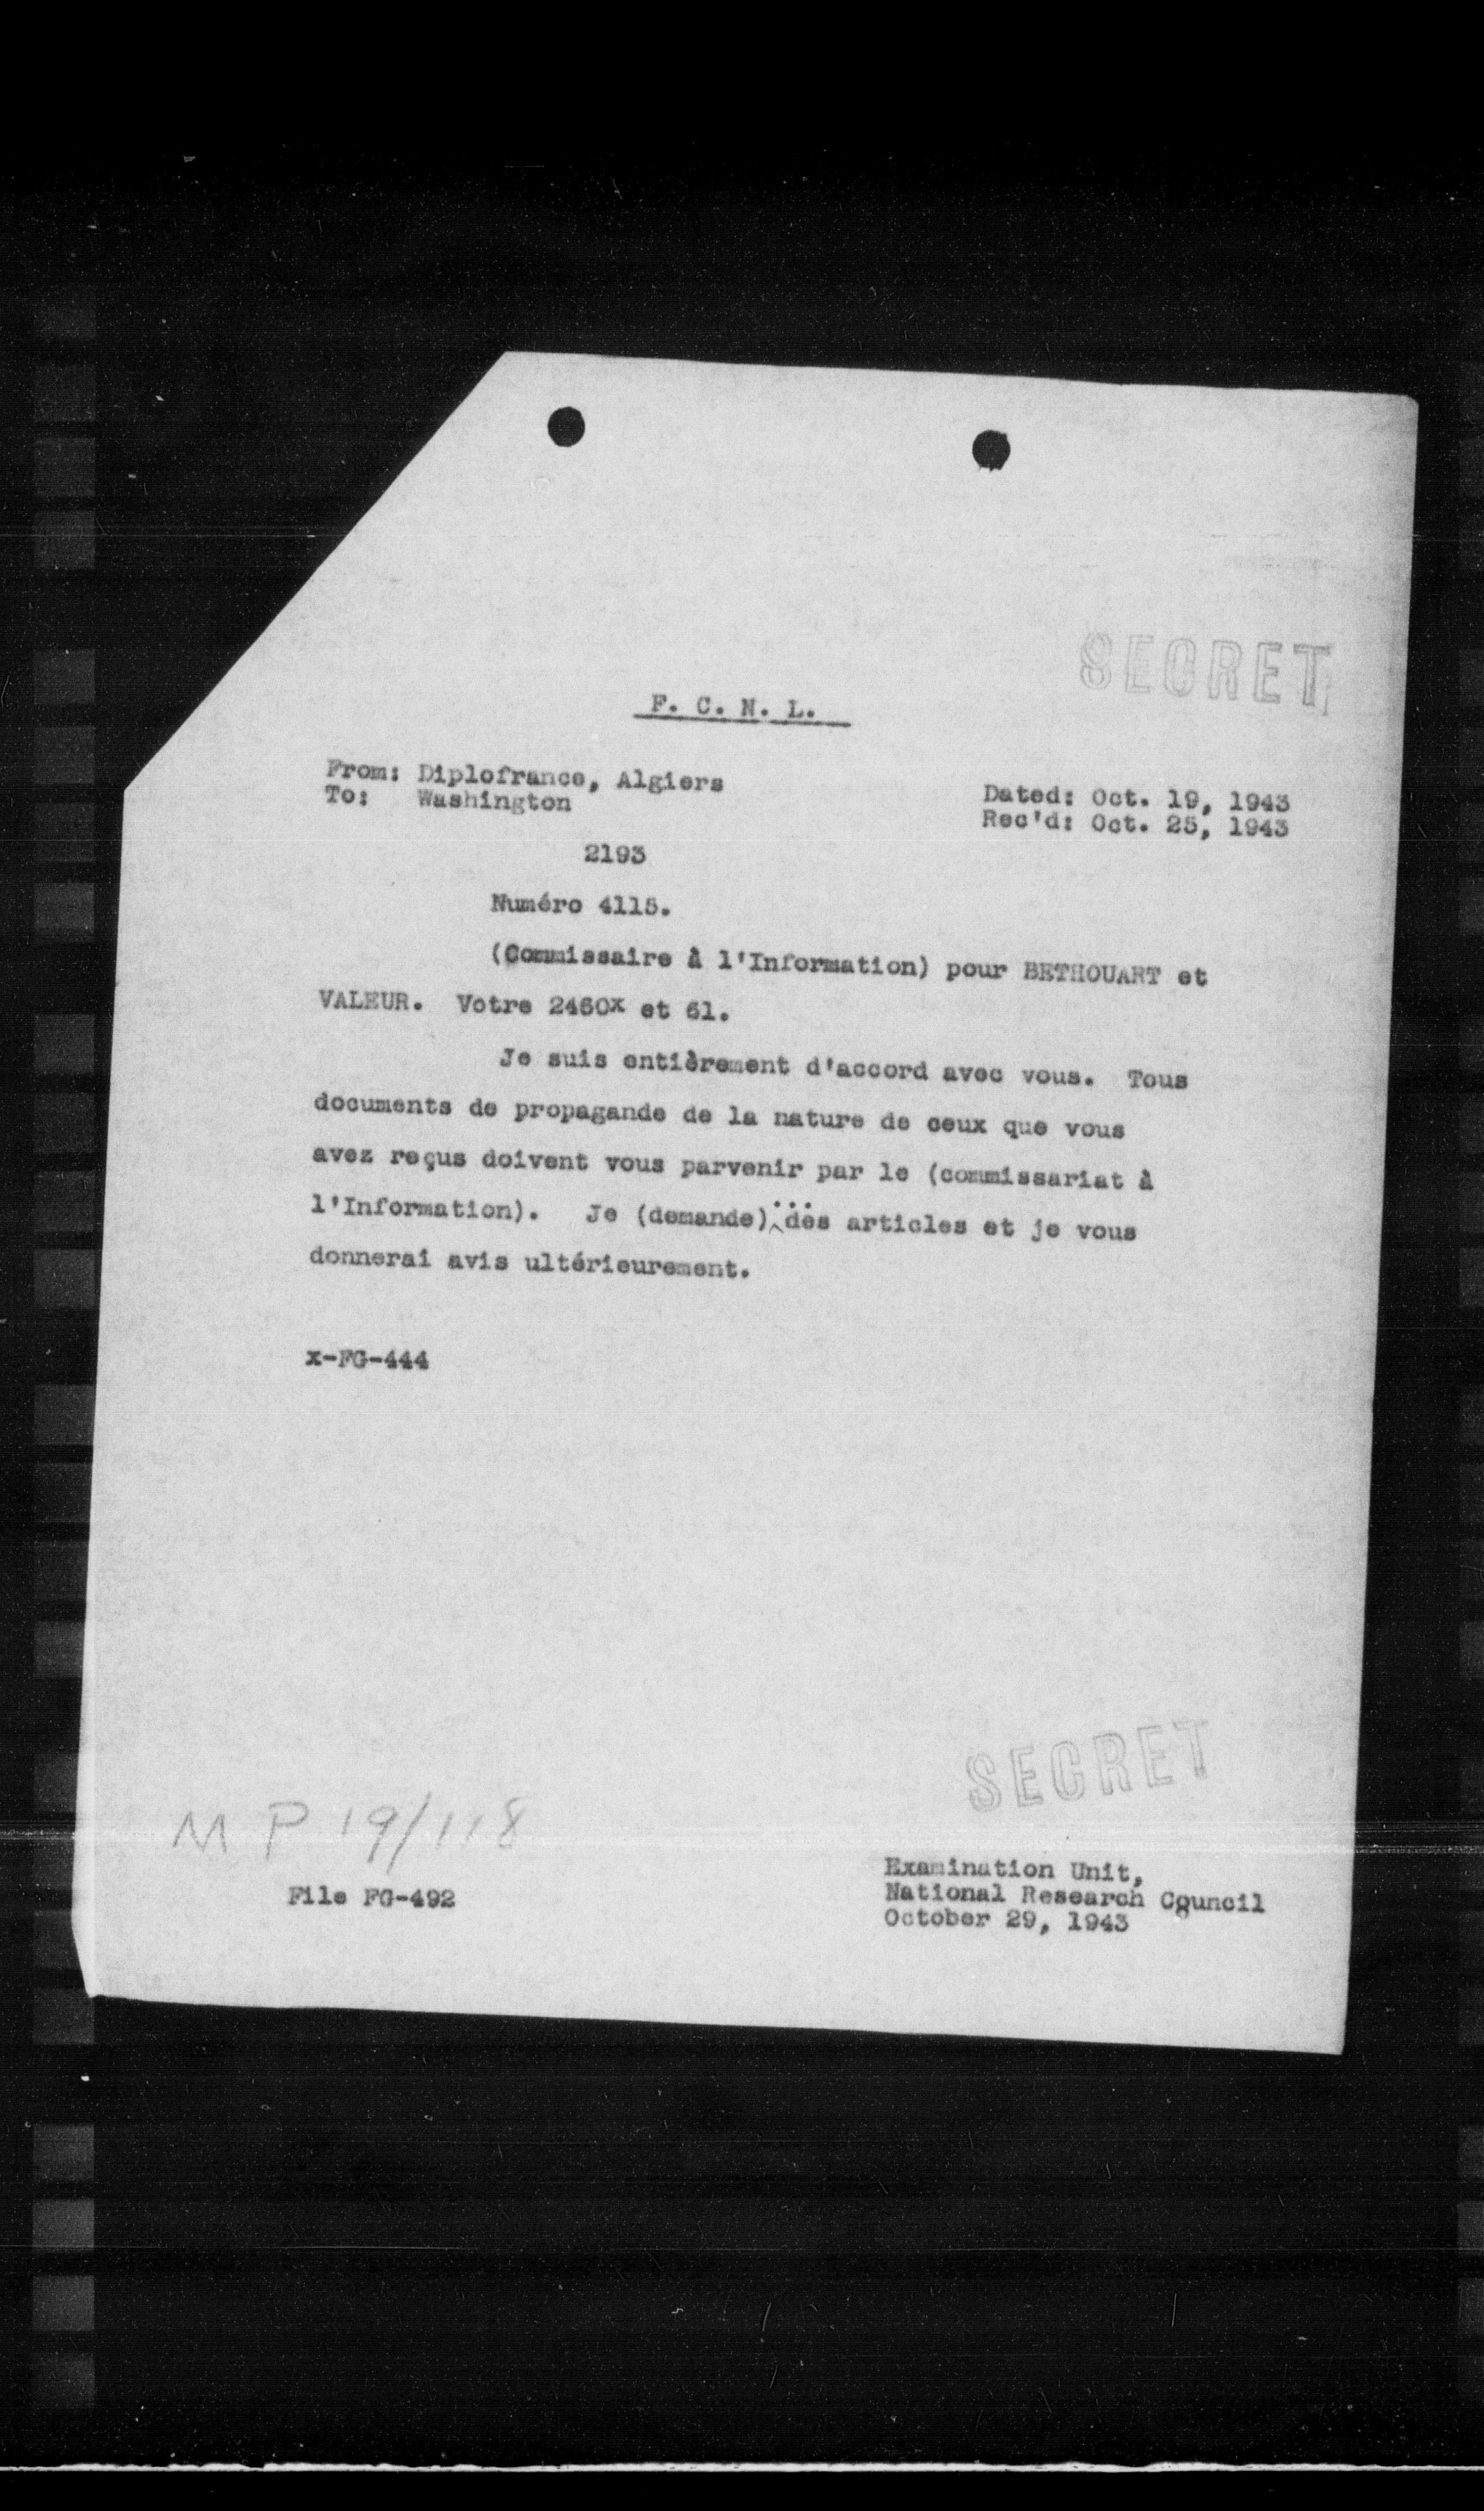 SECRET
F. C. N. L.
From: Diplofrance, Algiers
To: Washington
Dated: Oct. 19, 1943
Rec'd: Oct. 25, 1943
2193
Numéro 4115.
(Commissaire à l'Information) pour BETHOUART et
VALEUR. Votre 2460x et 61.
Je suis entièrement d'accord avec vous. Tous
documents de propagande de la nature de ceux que vous
avez reçus doivent vous parvenir par le (commissariat à
l'Information). Je (demande) ... des articles et je vous
donnerai avis ultérieurement.
x-FG-444
SECRET
M P 19/118
File FG-492
Examination Unit,
National Research Council
October 29, 1943